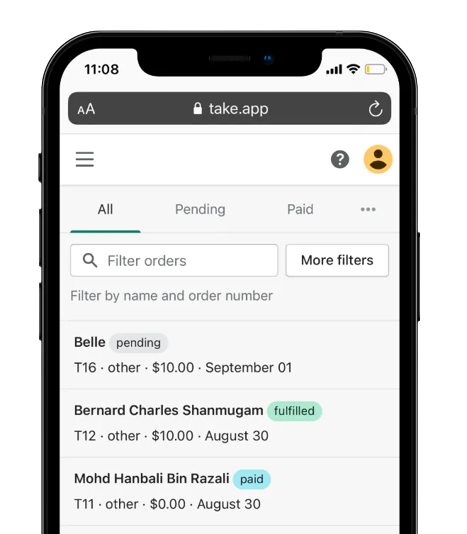 11:08
AA take.app
?
All Pending Paid •••
Filter orders More filters
Filter by name and order number
Belle pending
T16 · other · $10.00 · September 01
Bernard Charles Shanmugam fulfilled
T12 · other · $10.00 · August 30
Mohd Hanbali Bin Razali paid
T11 · other · $0.00 · August 30